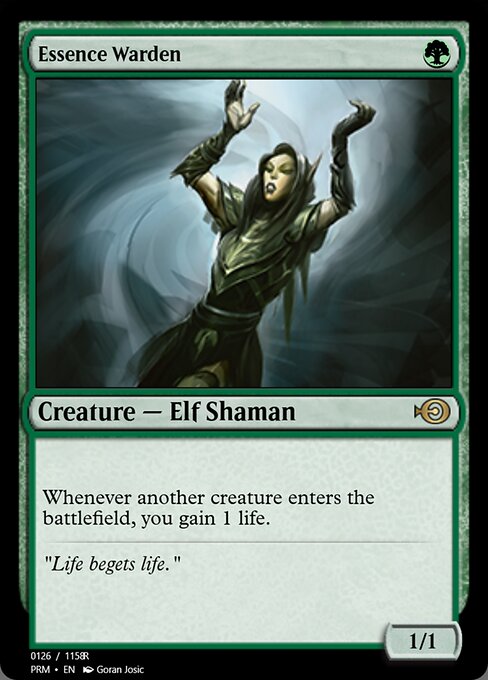 Essence Warden
Creature — Elf Shaman
Whenever another creature enters the
battlefield, you gain 1 life.
"Life begets life."
1/1
0126 / 1158R
PRM • EN Goran Josic